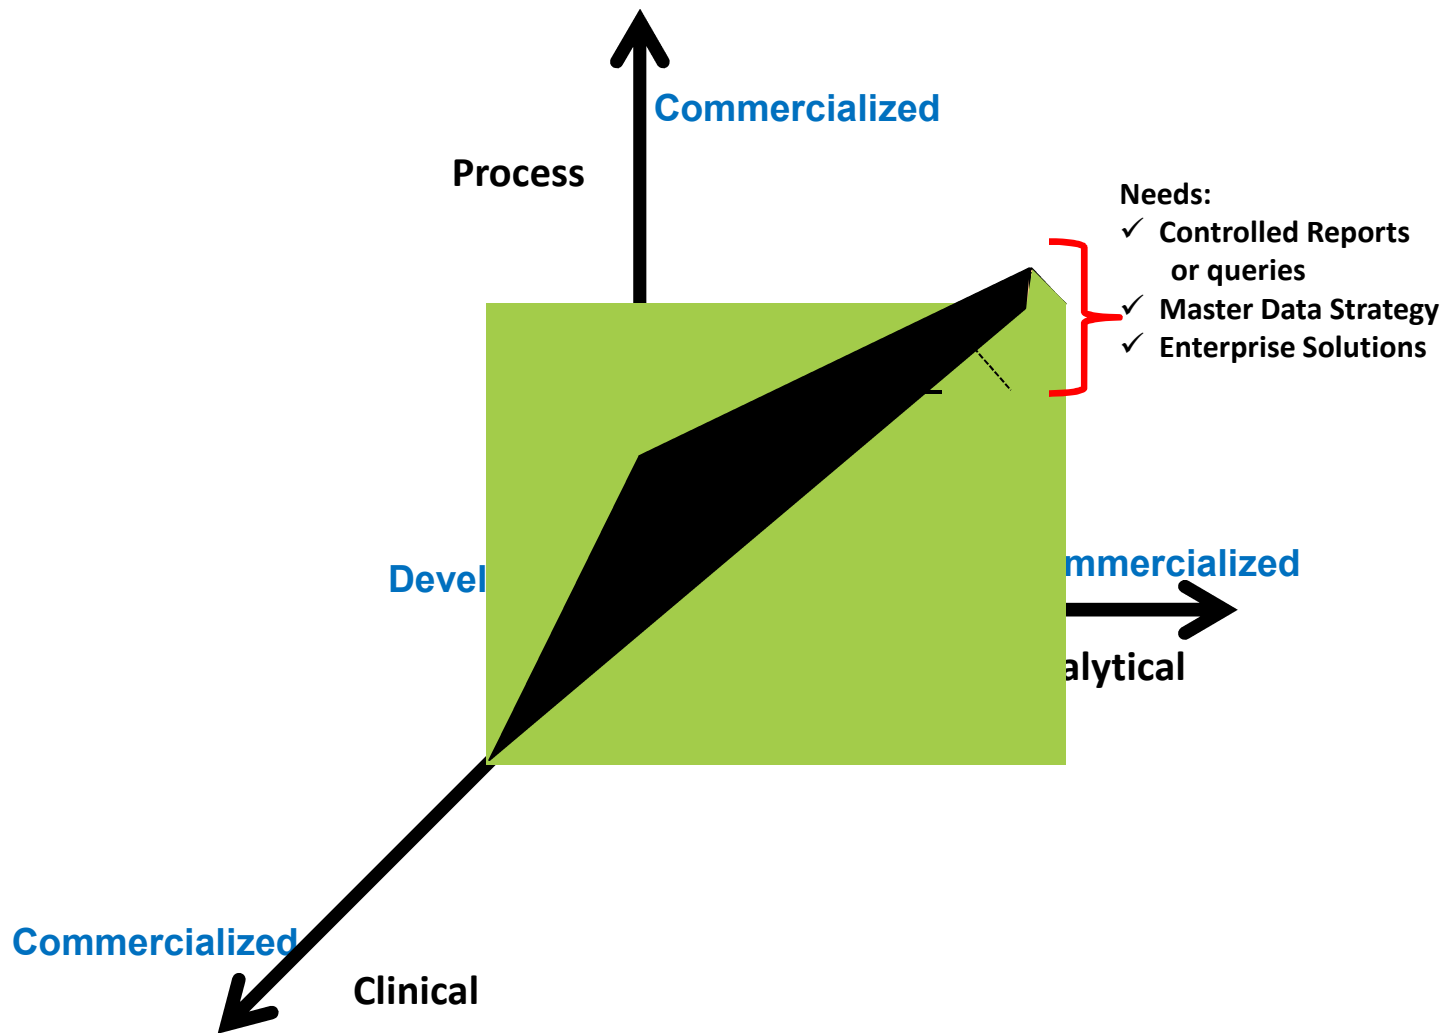 Commercialized
Process
Needs:
✓ Controlled Reports
or queries
✓ Master Data Strategy
✓ Enterprise Solutions
mmercialized
Devel
alytical
Commercialized
Clinical